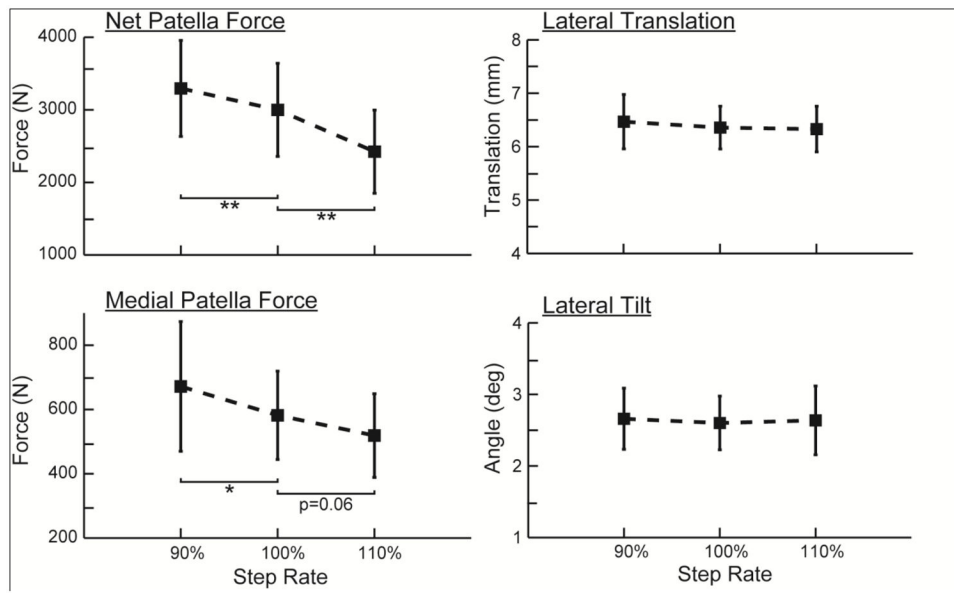 Net Patella Force
4000
3000
2000
1000
Force (N)
**
**
Lateral Translation
8
7
6
5
4
Translation (mm)
Medial Patella Force
800
600
400
200
Force (N)
*
p=0.06
90%
100%
110%
Step Rate
Lateral Tilt
4
3
2
1
Angle (deg)
90%
100%
110%
Step Rate